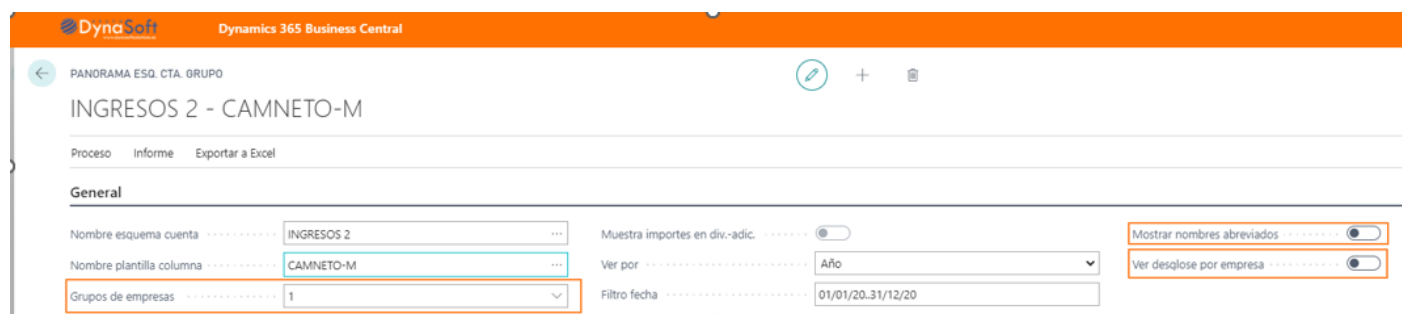 DynaSoft Dynamics 365 Business Central
PANORAMA ESQ. CTA. GRUPO
INGRESOS 2 - CAMNETO-M
Proceso Informe Exportar a Excel
General
Nombre esquema cuenta INGRESOS 2 ... Muestra importes en div.-adic. Mostrar nombres abreviados
Nombre plantilla columna CAMNETO-M ... Ver por Año Ver desglose por empresa
Grupos de empresas 1 Filtro fecha 01/01/20..31/12/20